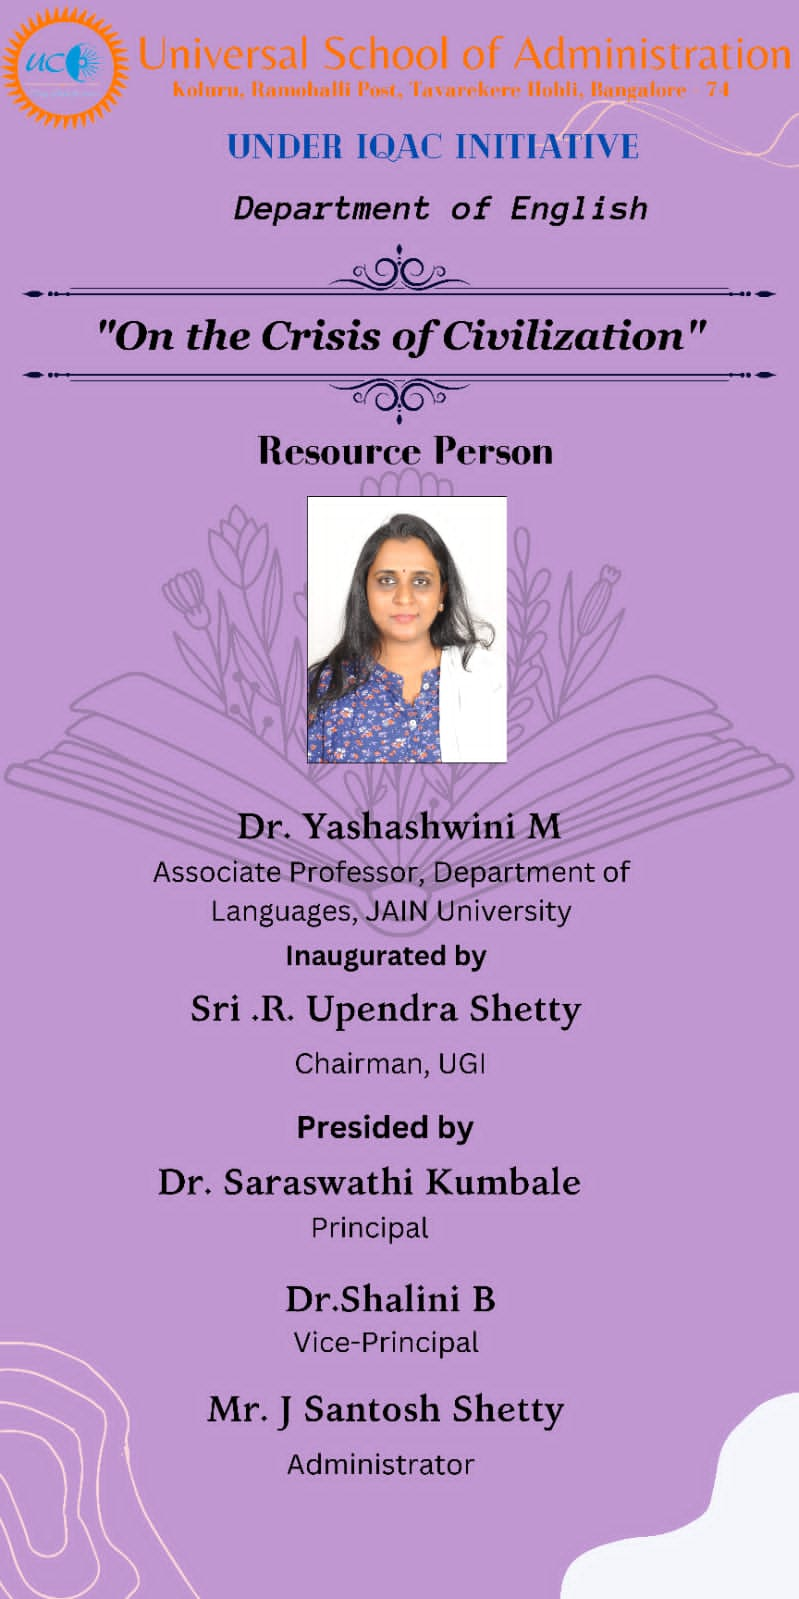 UC
Universal School of Administration
Koluru, Ramohalli Post, Tavarekere Hobli, Bangalore 74
UNDER IQAC INITIATIVE
Department of English
"On the Crisis of Civilization"
Resource Person
Dr. Yashashwini M
Associate Professor, Department of
Languages, JAIN University
Inaugurated by
Sri .R. Upendra Shetty
Chairman, UGI
Presided by
Dr. Saraswathi Kumbale
Principal
Dr.Shalini B
Vice-Principal
Mr. J Santosh Shetty
Administrator